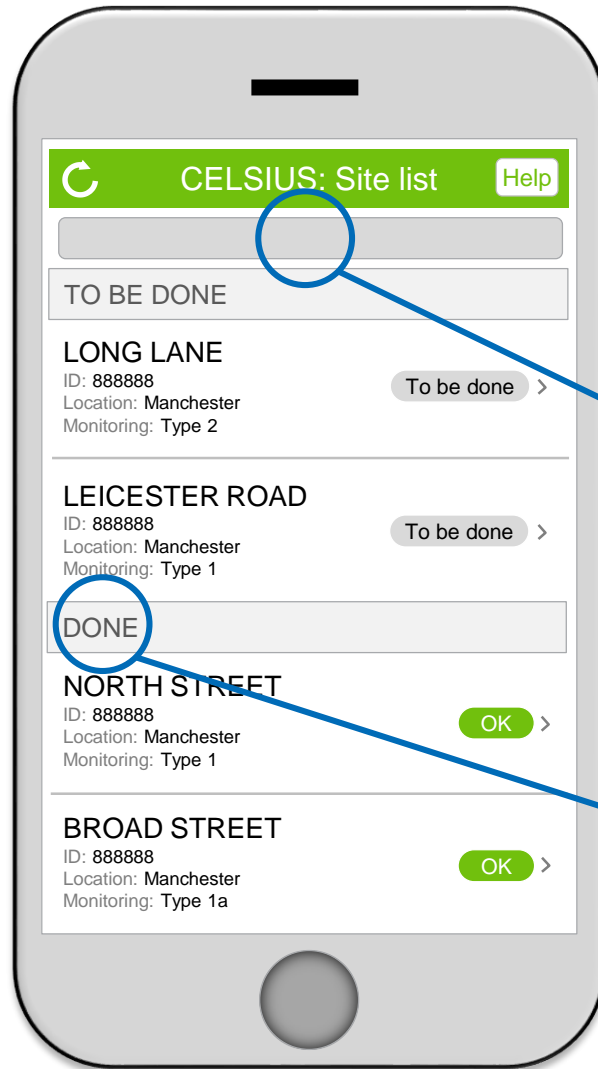 CELSIUS: Site list Help
TO BE DONE
LONG LANE
ID: 888888
Location: Manchester
Monitoring: Type 2
To be done
LEICESTER ROAD
ID: 888888
Location: Manchester
Monitoring: Type 1
To be done
DONE
NORTH STREET
ID: 888888
Location: Manchester
Monitoring: Type 1
OK
BROAD STREET
ID: 888888
Location: Manchester
Monitoring: Type 1a
OK